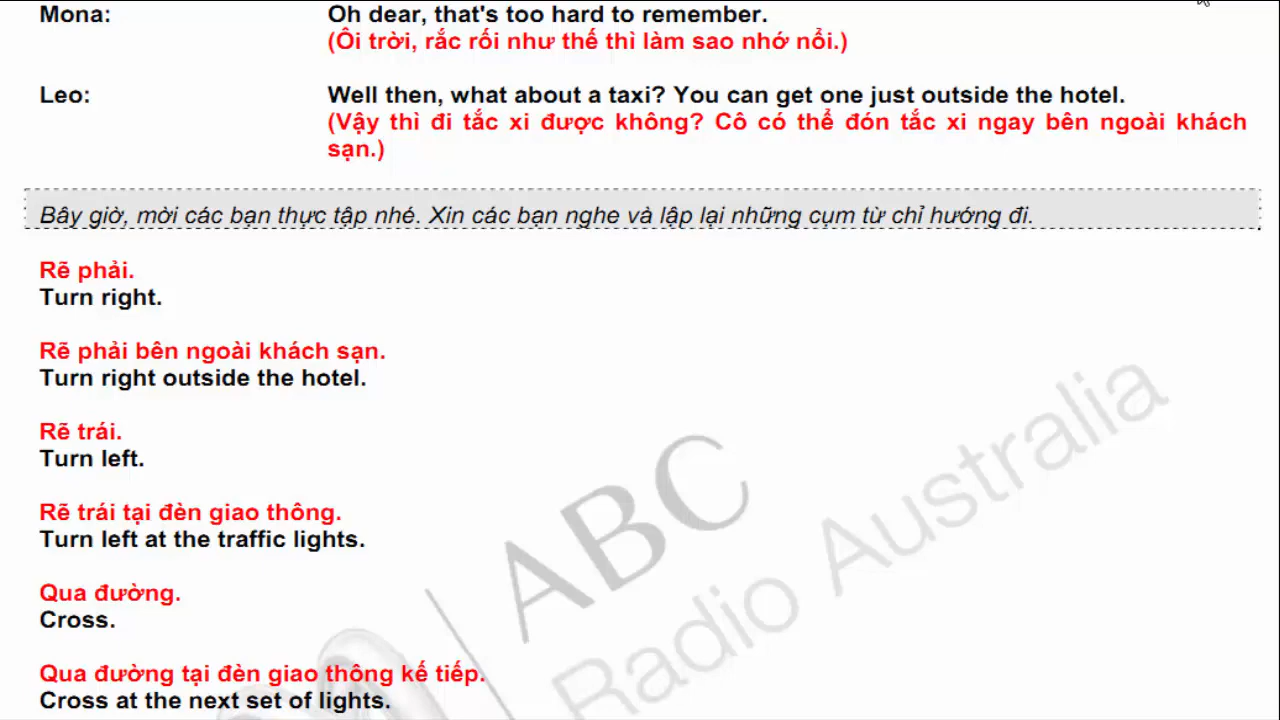 Mona: Oh dear, that's too hard to remember.
(Ôi trời, rắc rối như thế thì làm sao nhớ nổi.)
Leo: Well then, what about a taxi? You can get one just outside the hotel.
(Vậy thì đi tắc xi được không? Cô có thể đón tắc xi ngay bên ngoài khách
sạn.)
Bây giờ, mời các bạn thực tập nhé. Xin các bạn nghe và lập lại những cụm từ chỉ hướng đi.
Rẽ phải.
Turn right.
Rẽ phải bên ngoài khách sạn.
Turn right outside the hotel.
Rẽ trái.
Turn left.
Rẽ trái tại đèn giao thông.
Turn left at the traffic lights.
Qua đường.
Cross.
Qua đường tại đèn giao thông kế tiếp.
Cross at the next set of lights.
ABC
Radio Australia